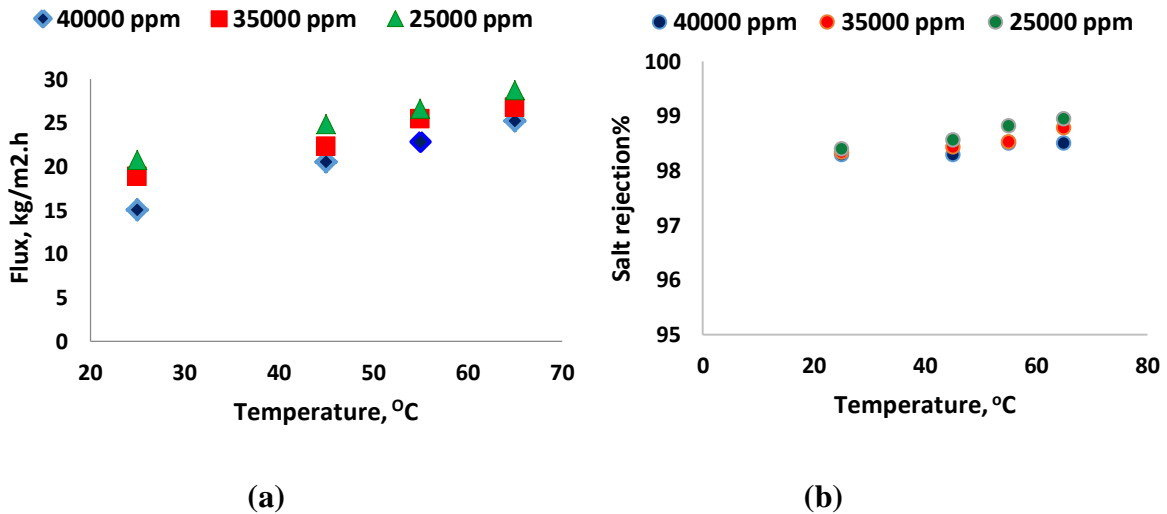 40000 ppm 35000 ppm 25000 ppm
30
25
20
15
10
5
0
20 30 40 50 60 70
Flux, kg/m2.h
Temperature, ᴼC
(a)
40000 ppm 35000 ppm 25000 ppm
100
99
98
97
96
95
0 20 40 60 80
Salt rejection%
Temperature, ᵒC
(b)